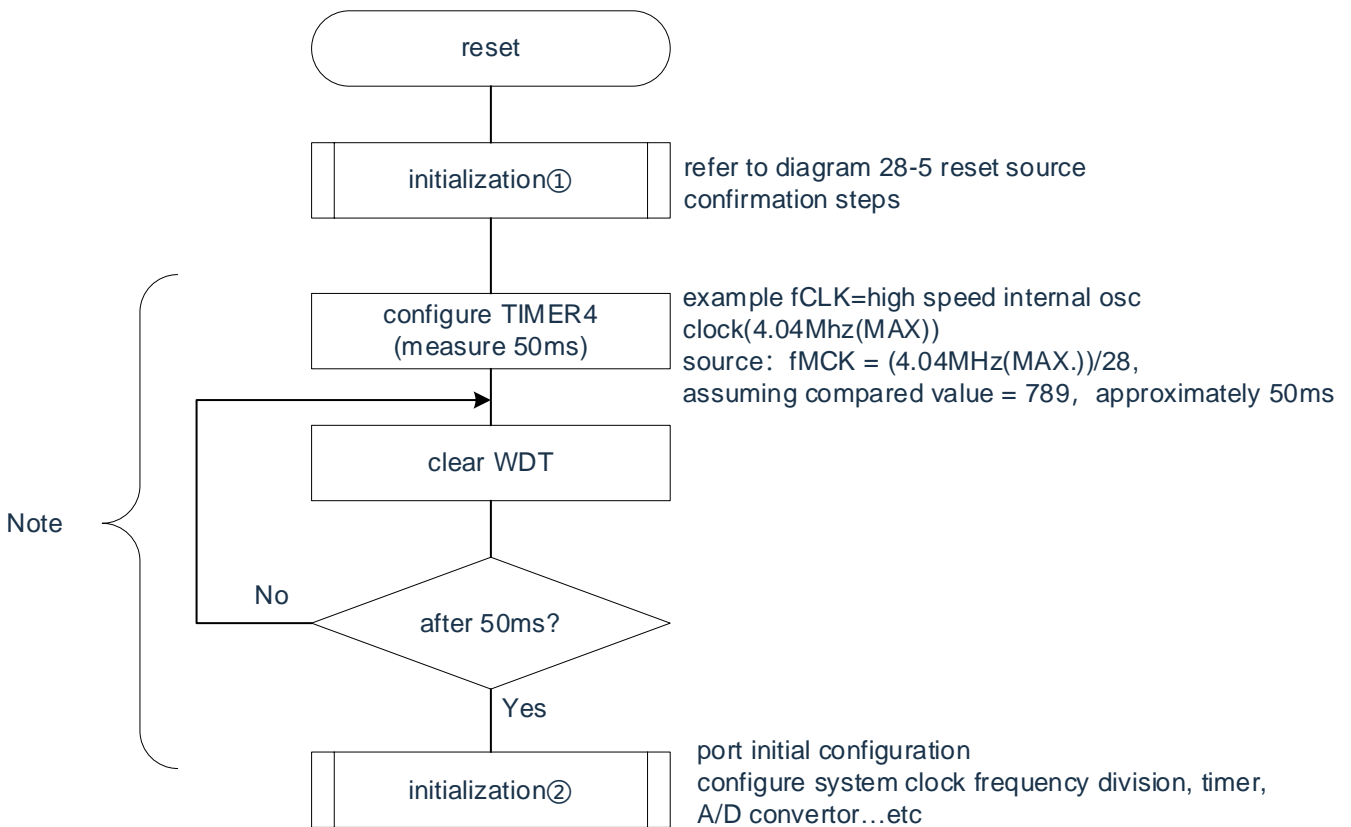 reset
initialization①
refer to diagram 28-5 reset source
confirmation steps
configure TIMER4
(measure 50ms)
example fCLK=high speed internal osc
clock(4.04Mhz(MAX))
source: fMCK = (4.04MHz(MAX.))/28,
assuming compared value = 789, approximately 50ms
clear WDT
Note
No
after 50ms?
Yes
initialization②
port initial configuration
configure system clock frequency division, timer,
A/D convertor…etc